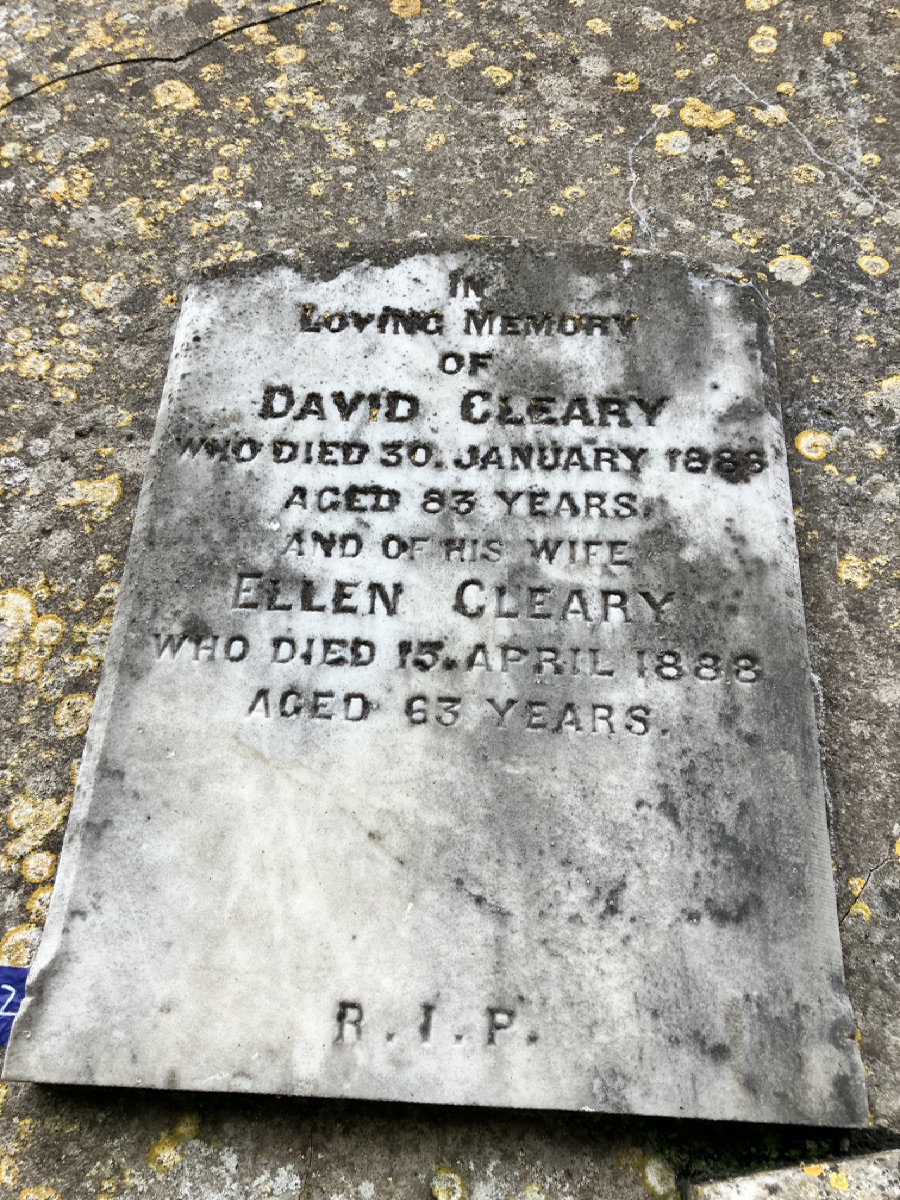 IN
LOVING MEMORY
OF
DAVID CLEARY
WHO DIED 30. JANUARY
AGED 83 YEARS.
AND OF HIS WIFE
ELLEN CLEARY
WHO DIED 15. APRIL 1888
AGED 63 YEARS.
R.I.P.
2